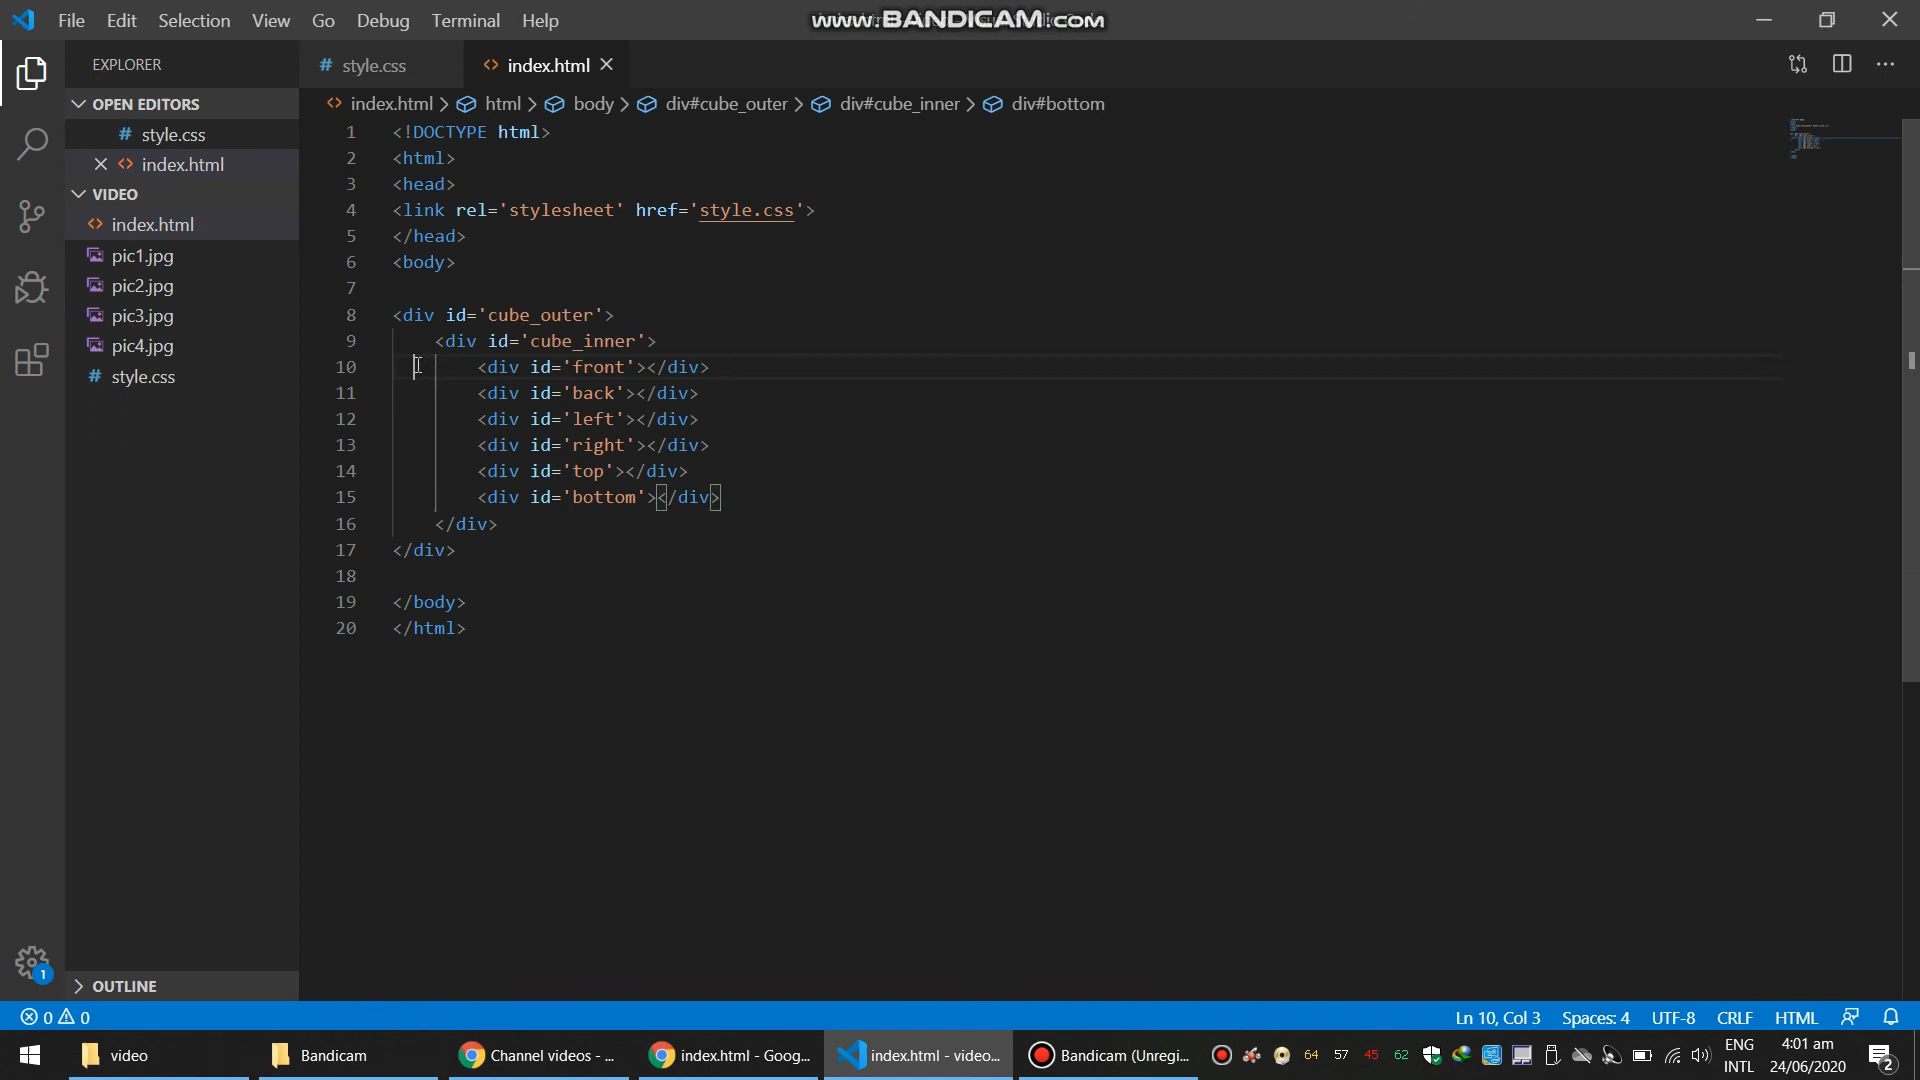 File Edit Selection View Go Debug Terminal Help
www.BANDICAM.com
EXPLORER
# style.css
<> index.html
OPEN EDITORS
# style.css
<> index.html
VIDEO
<> index.html
pic1.jpg
pic2.jpg
pic3.jpg
pic4.jpg
# style.css
OUTLINE
<> index.html > html > body > div#cube_outer > div#cube_inner > div#bottom
1 <!DOCTYPE html>
2 <html>
3 <head>
4 <link rel='stylesheet' href='style.css'>
5 </head>
6 <body>
7
8 <div id='cube_outer'>
9 <div id='cube_inner'>
10 <div id='front'></div>
11 <div id='back'></div>
12 <div id='left'></div>
13 <div id='right'></div>
14 <div id='top'></div>
15 <div id='bottom'></div>
16 </div>
17 </div>
18
19 </body>
20 </html>
1
0 0
Ln 10, Col 3 Spaces: 4 UTF-8 CRLF HTML
video
Bandicam
Channel videos - ...
index.html - Goog...
index.html - video...
Bandicam (Unregi...
64 57 45 62
ENG
INTL
4:01 am
24/06/2020
2